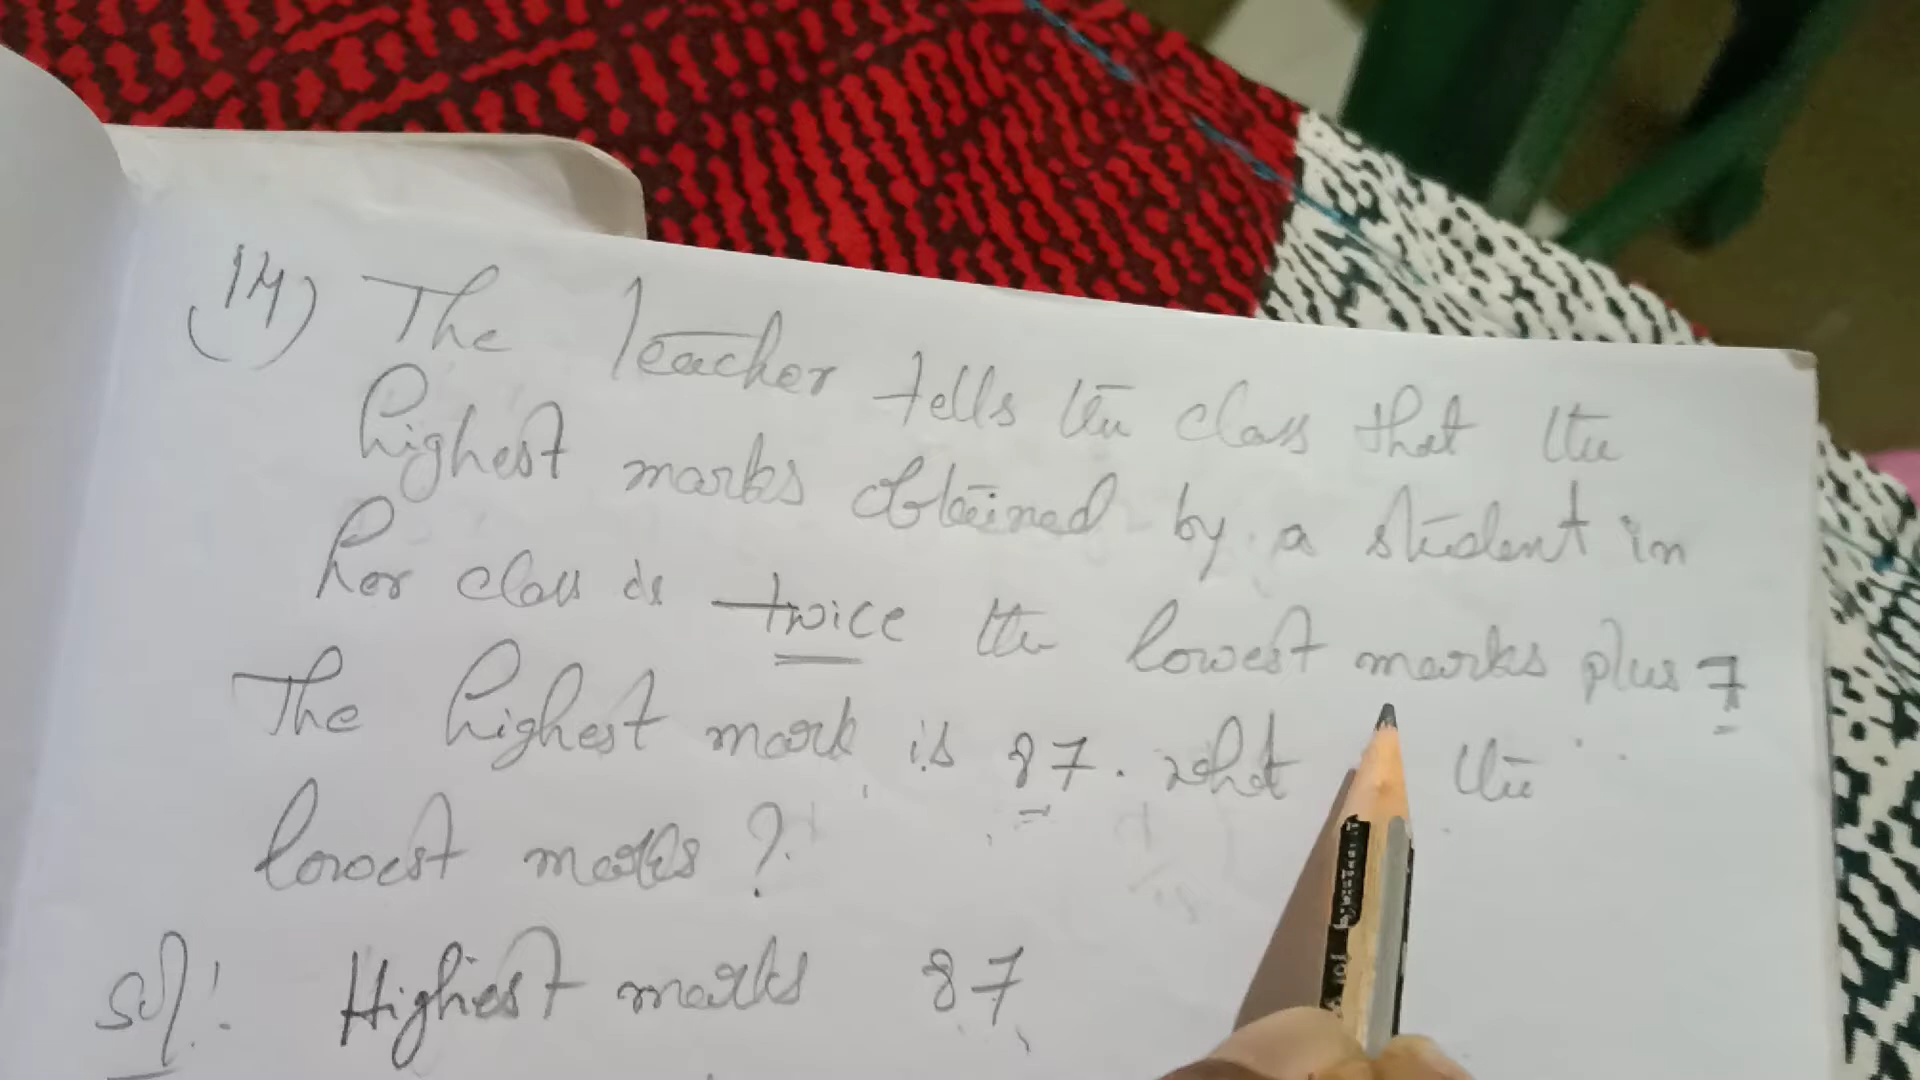 14) The Teacher tells the class that the
highest marks obtained by a student in
her class is twice the lowest marks plus 7
The highest mark is 87. what the
lowest marks ?
Sol: Highest marks 87